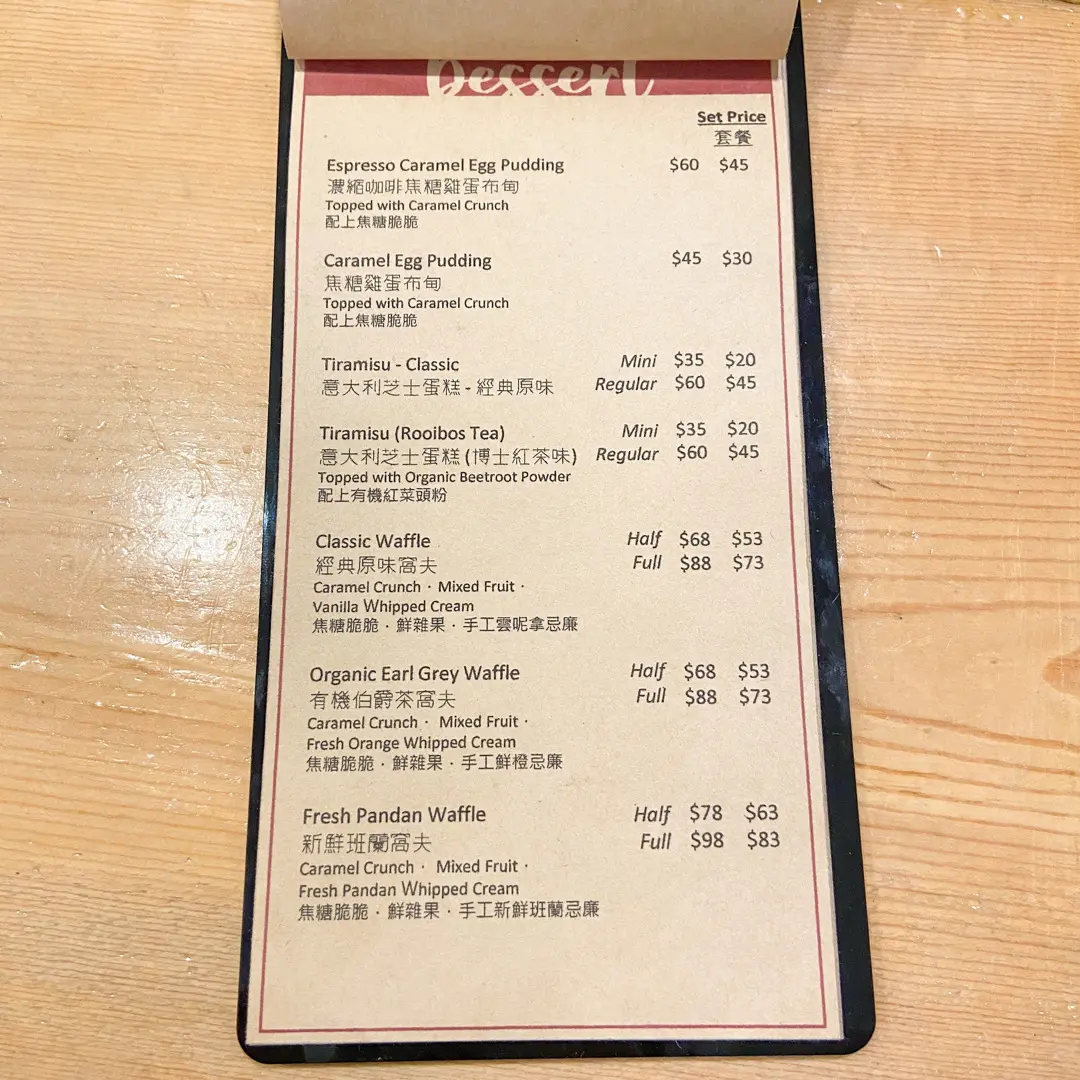 Dessert
Set Price
套餐
Espresso Caramel Egg Pudding $60 $45
濃縮咖啡焦糖雞蛋布甸
Topped with Caramel Crunch
配上焦糖脆脆
Caramel Egg Pudding $45 $30
焦糖雞蛋布甸
Topped with Caramel Crunch
配上焦糖脆脆
Tiramisu - Classic Mini $35 $20
意大利芝士蛋糕 - 經典原味 Regular $60 $45
Tiramisu (Rooibos Tea) Mini $35 $20
意大利芝士蛋糕 (博士紅茶味) Regular $60 $45
Topped with Organic Beetroot Powder
配上有機紅菜頭粉
Classic Waffle Half $68 $53
經典原味窩夫 Full $88 $73
Caramel Crunch · Mixed Fruit ·
Vanilla Whipped Cream
焦糖脆脆 · 鮮雜果 · 手工雲呢拿忌廉
Organic Earl Grey Waffle Half $68 $53
有機伯爵茶窩夫 Full $88 $73
Caramel Crunch · Mixed Fruit ·
Fresh Orange Whipped Cream
焦糖脆脆 · 鮮雜果 · 手工鮮橙忌廉
Fresh Pandan Waffle Half $78 $63
新鮮班蘭窩夫 Full $98 $83
Caramel Crunch · Mixed Fruit ·
Fresh Pandan Whipped Cream
焦糖脆脆 · 鮮雜果 · 手工新鮮班蘭忌廉